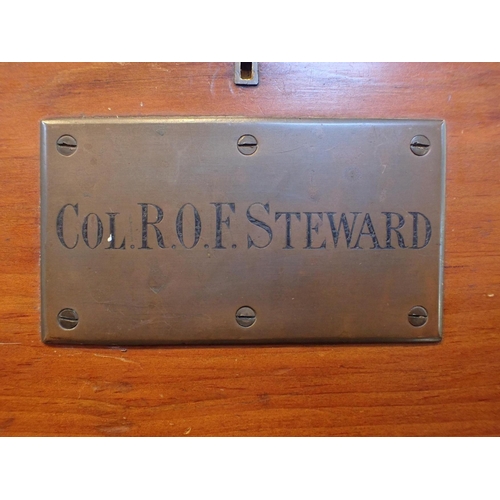 COL. R. O. F. STEWARD